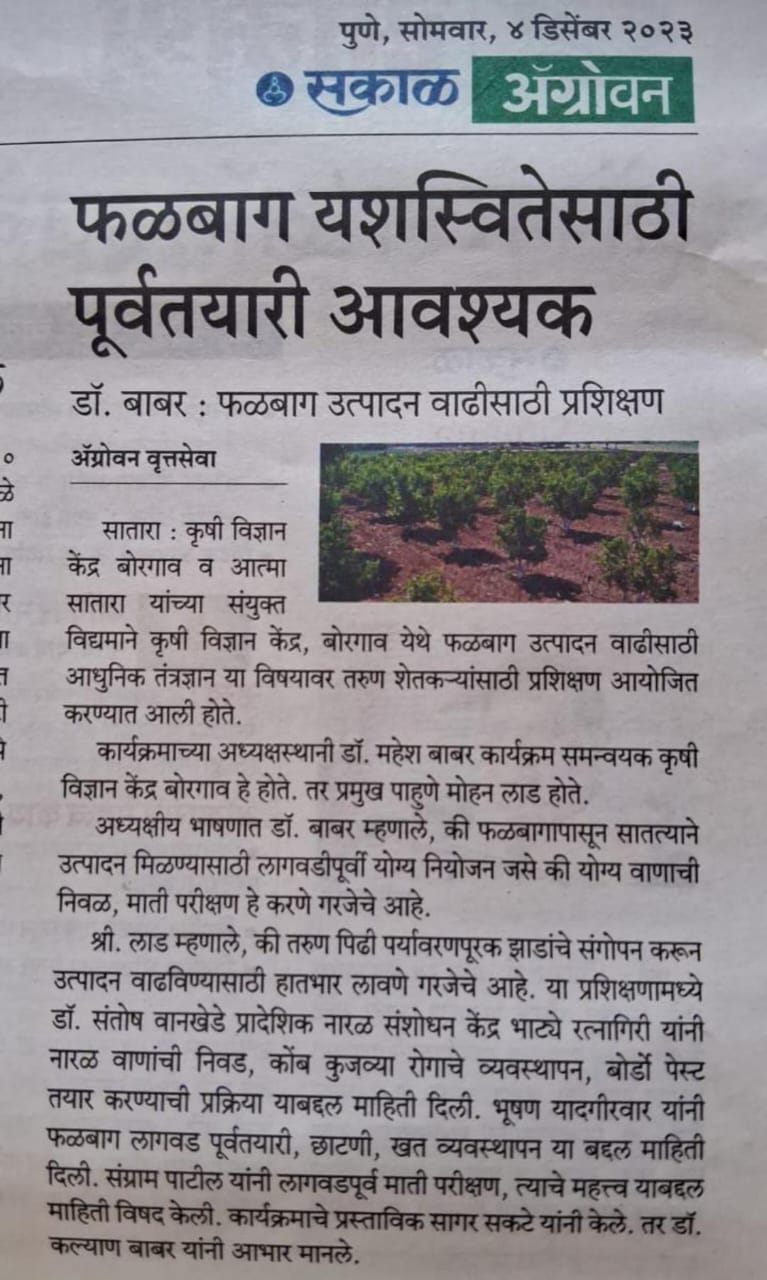 पुणे, सोमवार, ४ डिसेंबर २०२३
सकाळ ॲग्रोवन
फळबाग यशस्वितेसाठी
पूर्वतयारी आवश्यक
डॉ. बाबर : फळबाग उत्पादन वाढीसाठी प्रशिक्षण
ॲग्रोवन वृत्तसेवा
सातारा : कृषी विज्ञान
केंद्र बोरगाव व आत्मा
सातारा यांच्या संयुक्त
विद्यमाने कृषी विज्ञान केंद्र, बोरगाव येथे फळबाग उत्पादन वाढीसाठी
आधुनिक तंत्रज्ञान या विषयावर तरुण शेतकऱ्यांसाठी प्रशिक्षण आयोजित
करण्यात आली होते.
कार्यक्रमाच्या अध्यक्षस्थानी डॉ. महेश बाबर कार्यक्रम समन्वयक कृषी
विज्ञान केंद्र बोरगाव हे होते. तर प्रमुख पाहुणे मोहन लाड होते.
अध्यक्षीय भाषणात डॉ. बाबर म्हणाले, की फळबागापासून सातत्याने
उत्पादन मिळण्यासाठी लागवडीपूर्वी योग्य नियोजन जसे की योग्य वाणाची
निवळ, माती परीक्षण हे करणे गरजेचे आहे.
श्री. लाड म्हणाले, की तरुण पिढी पर्यावरणपूरक झाडांचे संगोपन करून
उत्पादन वाढविण्यासाठी हातभार लावणे गरजेचे आहे. या प्रशिक्षणामध्ये
डॉ. संतोष वानखेडे प्रादेशिक नारळ संशोधन केंद्र भाट्ये रत्नागिरी यांनी
नारळ वाणांची निवड, कोंब कुजव्या रोगाचे व्यवस्थापन, बोर्डो पेस्ट
तयार करण्याची प्रक्रिया याबद्दल माहिती दिली. भूषण यादगीरवार यांनी
फळबाग लागवड पूर्वतयारी, छाटणी, खत व्यवस्थापन या बद्दल माहिती
दिली. संग्राम पाटील यांनी लागवडपूर्व माती परीक्षण, त्याचे महत्त्व याबद्दल
माहिती विषद केली. कार्यक्रमाचे प्रस्ताविक सागर सकटे यांनी केले. तर डॉ.
कल्याण बाबर यांनी आभार मानले.